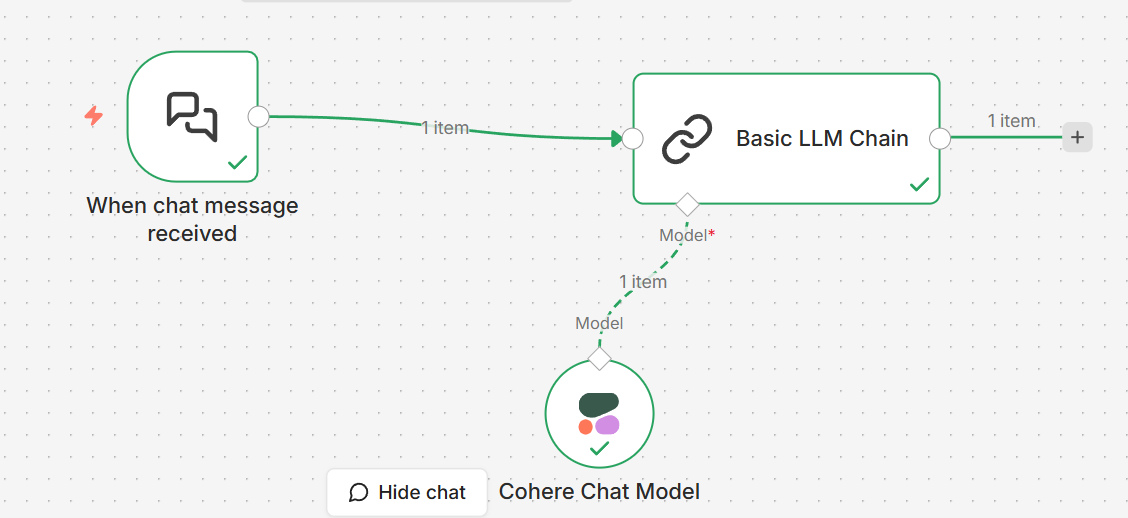 1 item
Basic LLM Chain
1 item
When chat message
received
Model*
1 item
Model
Hide chat
Cohere Chat Model